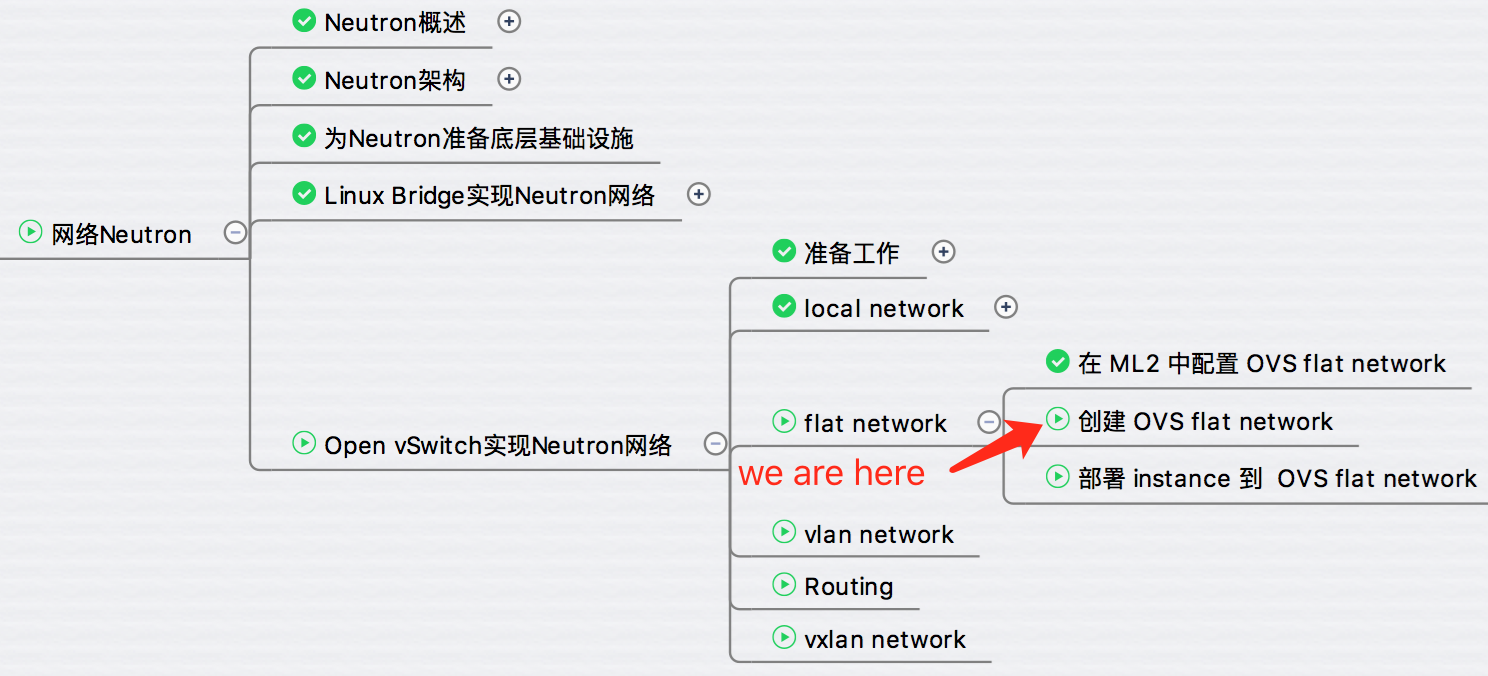 Neutron概述
Neutron架构
为Neutron准备底层基础设施
Linux Bridge实现Neutron网络
网络Neutron
准备工作
local network
在 ML2 中配置 OVS flat network
flat network
创建 OVS flat network
Open vSwitch实现Neutron网络
we are here
部署 instance 到 OVS flat network
vlan network
Routing
vxlan network